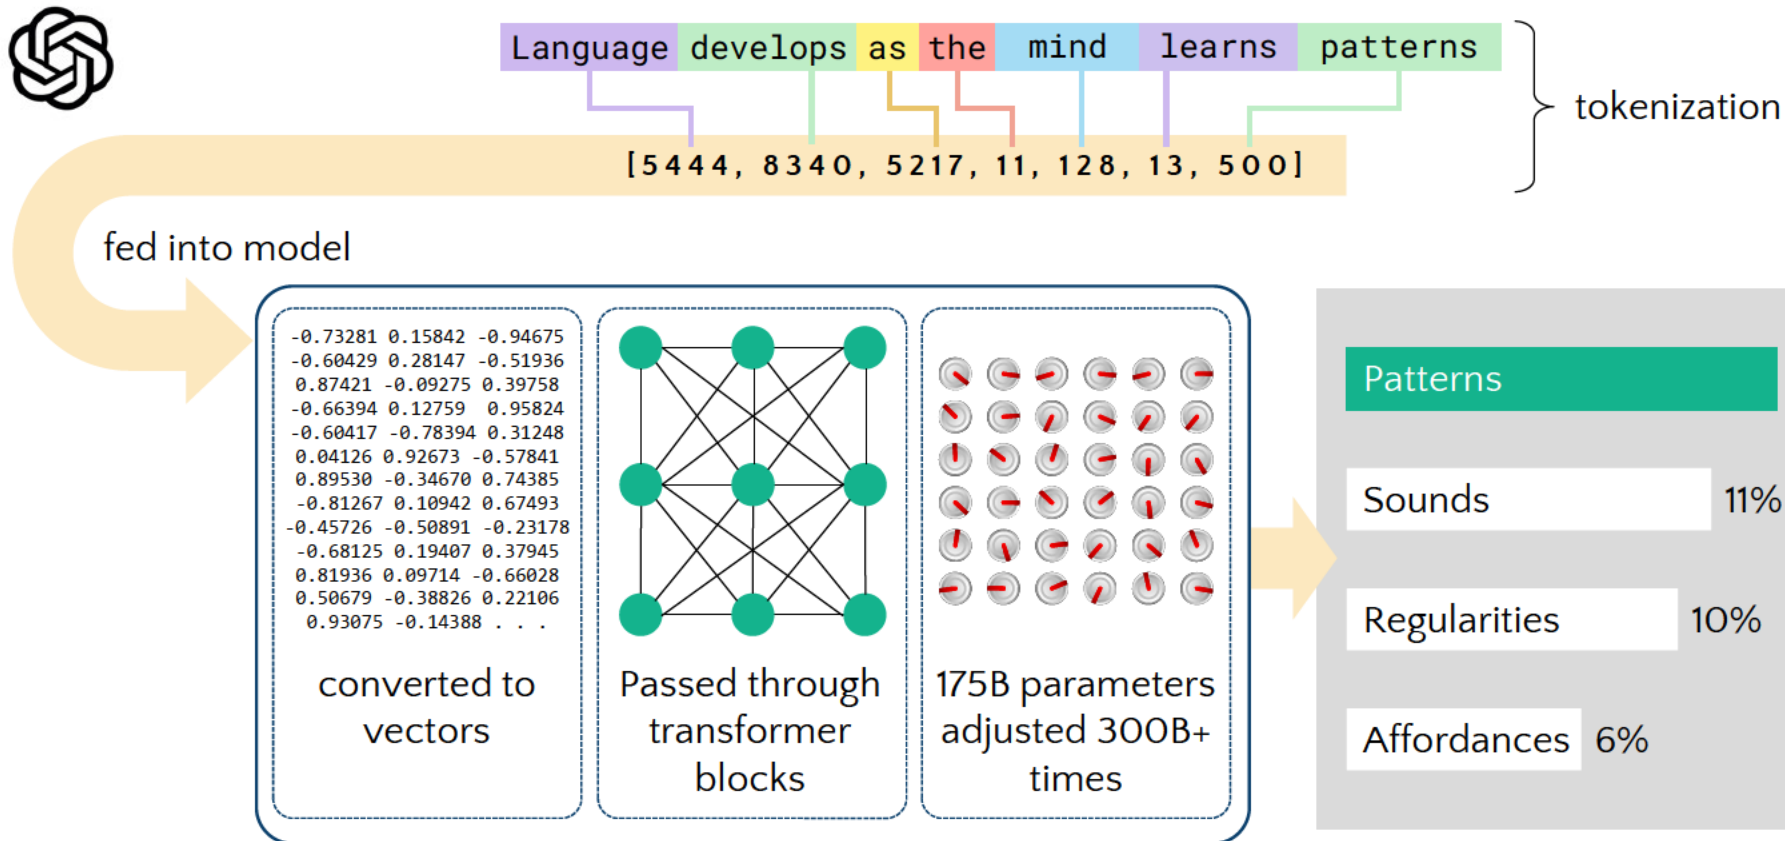 Language develops as the mind learns patterns
tokenization
[5444, 8340, 5217, 11, 128, 13, 500]
fed into model
-0.73281 0.15842 -0.94675
-0.60429 0.28147 -0.51936
0.87421 -0.09275 0.39758
-0.66394 0.12759 0.95824
-0.60417 -0.78394 0.31248
0.04126 0.92673 -0.57841
0.89530 -0.34670 0.74385
-0.81267 0.10942 0.67493
-0.45726 -0.50891 -0.23178
-0.68125 0.19407 0.37945
0.81936 0.09714 -0.66028
0.50679 -0.38826 0.22106
0.93075 -0.14388 . . .
converted to
vectors
Passed through
transformer
blocks
175B parameters
adjusted 300B+
times
Patterns
Sounds 11%
Regularities 10%
Affordances 6%